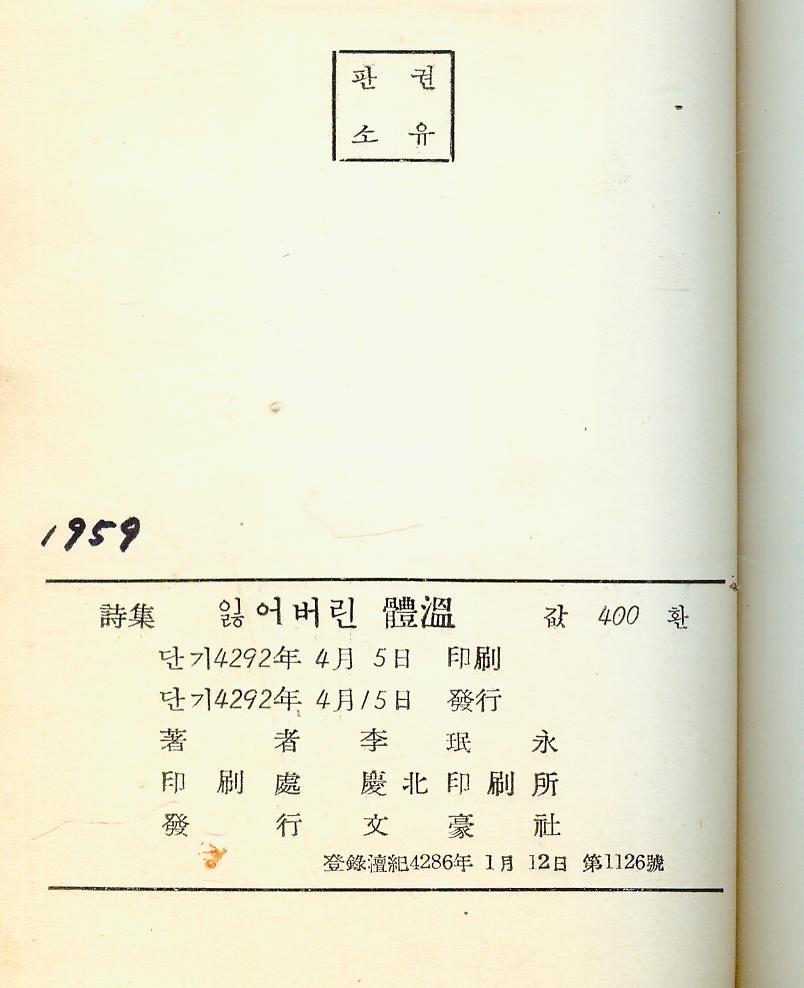 판 권
소 유
1959
詩集 잃어버린 體溫 값 400 환
단기4292年 4月 5日 印刷
단기4292年 4月15日 發行
著 者 李 珉 永
印 刷 處 慶 北 印 刷 所
發 行 文 豪 社
登錄檀紀4286年 1月 12日 第1126號